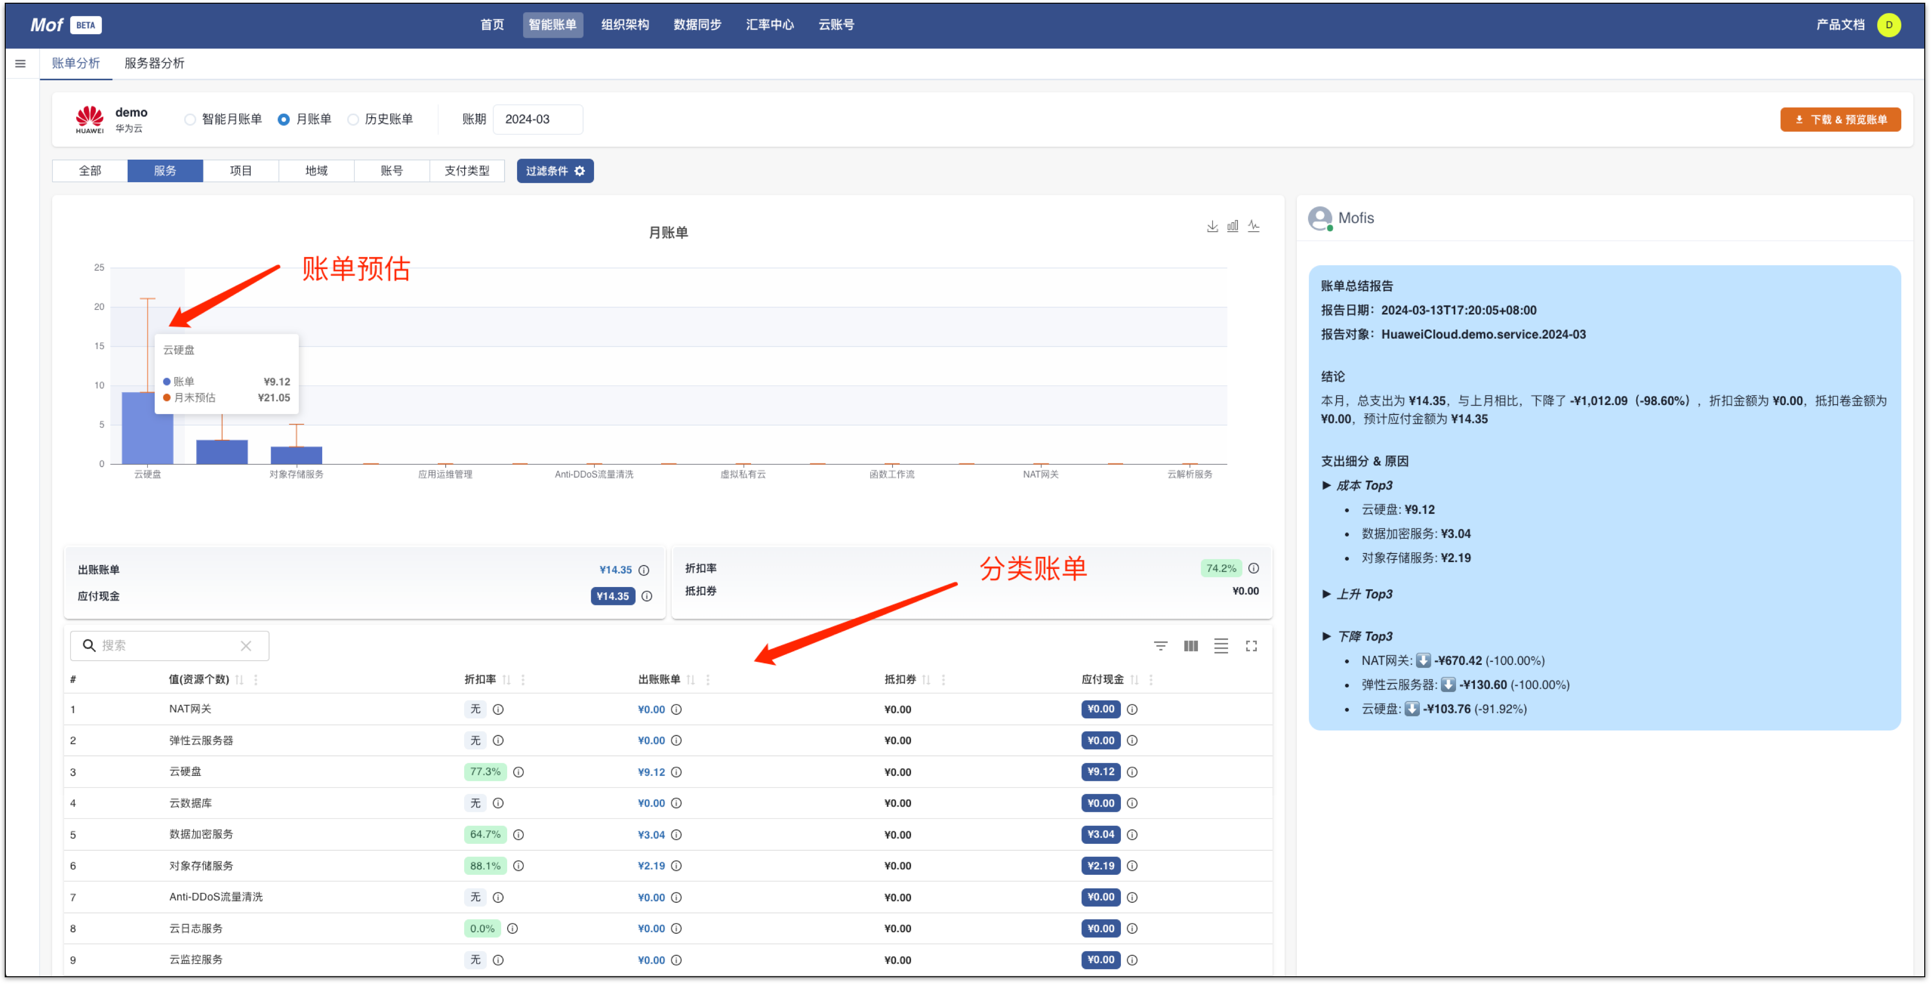 Mof BETA
首页 智能账单 组织架构 数据同步 汇率中心 云账号
产品文档 D
账单分析 服务器分析
HUAWEI
demo
华为云
智能月账单 月账单 历史账单
账期 2024-03
下载 & 预览账单
全部 服务 项目 地域 账号 支付类型 过滤条件
月账单
账单预估
25
20
15
10
5
0
云硬盘
账单 ¥9.12
月末预估 ¥21.05
云硬盘 对象存储服务 应用运维管理 Anti-DDoS流量清洗 虚拟私有云 函数工作流 NAT网关 云解析服务
出账账单 ¥14.35
应付现金 ¥14.35
折扣率 74.2%
抵扣券 ¥0.00
分类账单
搜索
# 值(资源个数) 折扣率 出账账单 抵扣券 应付现金
1 NAT网关 无 ¥0.00 ¥0.00 ¥0.00
2 弹性云服务器 无 ¥0.00 ¥0.00 ¥0.00
3 云硬盘 77.3% ¥9.12 ¥0.00 ¥9.12
4 云数据库 无 ¥0.00 ¥0.00 ¥0.00
5 数据加密服务 64.7% ¥3.04 ¥0.00 ¥3.04
6 对象存储服务 88.1% ¥2.19 ¥0.00 ¥2.19
7 Anti-DDoS流量清洗 无 ¥0.00 ¥0.00 ¥0.00
8 云日志服务 0.0% ¥0.00 ¥0.00 ¥0.00
9 云监控服务 无 ¥0.00 ¥0.00 ¥0.00
Mofis
账单总结报告
报告日期：2024-03-13T17:20:05+08:00
报告对象：HuaweiCloud.demo.service.2024-03
结论
本月，总支出为 ¥14.35，与上月相比，下降了 -¥1,012.09（-98.60%），折扣金额为 ¥0.00，抵扣卷金额为
¥0.00，预计应付金额为 ¥14.35
支出细分 & 原因
► 成本 Top3
• 云硬盘: ¥9.12
• 数据加密服务: ¥3.04
• 对象存储服务: ¥2.19
► 上升 Top3
► 下降 Top3
• NAT网关: ⬇️ -¥670.42 (-100.00%)
• 弹性云服务器: ⬇️ -¥130.60 (-100.00%)
• 云硬盘: ⬇️ -¥103.76 (-91.92%)